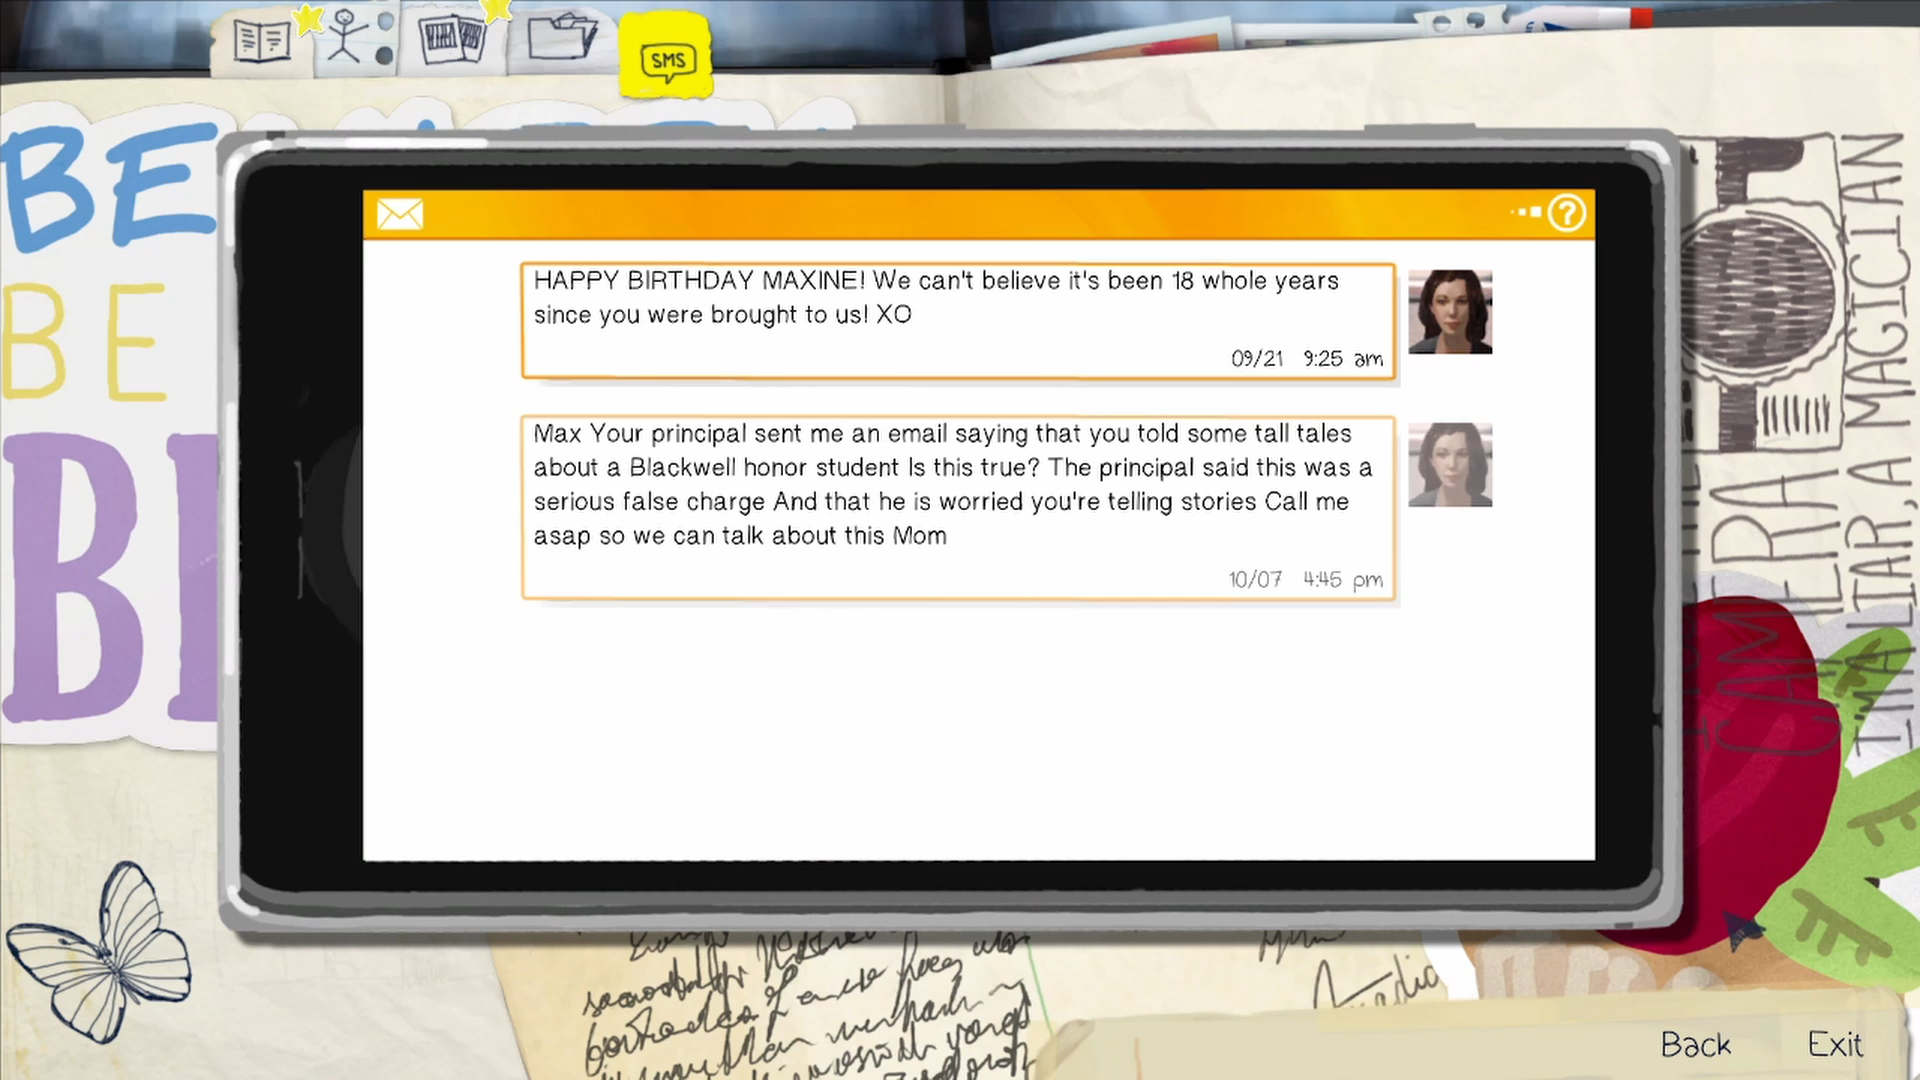 SMS
BE
BE
HAPPY BIRTHDAY MAXINE! We can't believe it's been 18 whole years
since you were brought to us! XO
09/21 9:25 am
Max Your principal sent me an email saying that you told some tall tales
about a Blackwell honor student Is this true? The principal said this was a
serious false charge And that he is worried you're telling stories Call me
asap so we can talk about this Mom
10/07 4:45 pm
?
CAMERA
I'M A LIAR, A MAGICIAN
Back
Exit